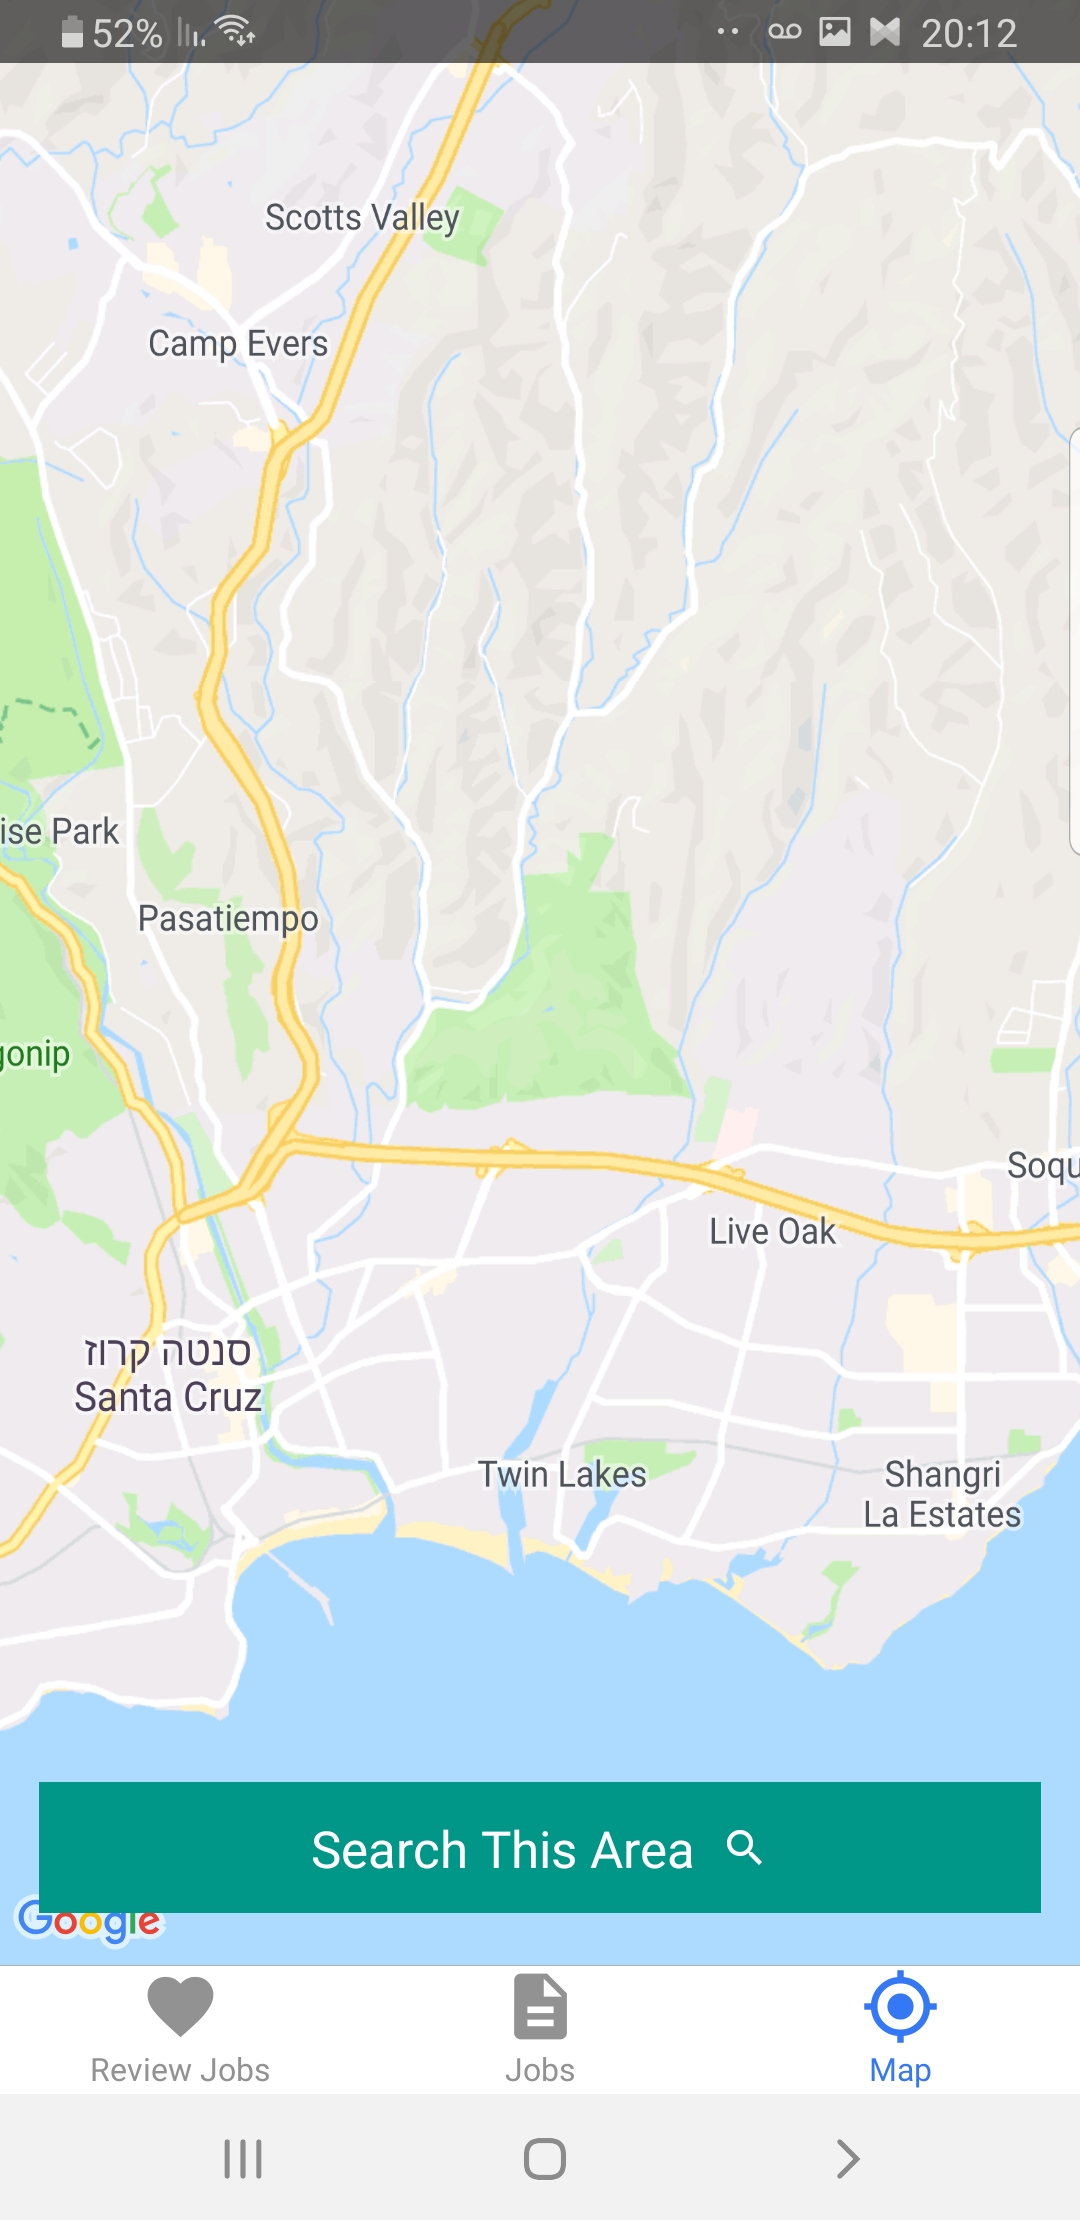 52%
20:12
Scotts Valley
Camp Evers
ise Park
Pasatiempo
gonip
Soqu
Live Oak
סנטה קרוז
Santa Cruz
Twin Lakes
Shangri
La Estates
Search This Area
Google
Review Jobs
Jobs
Map